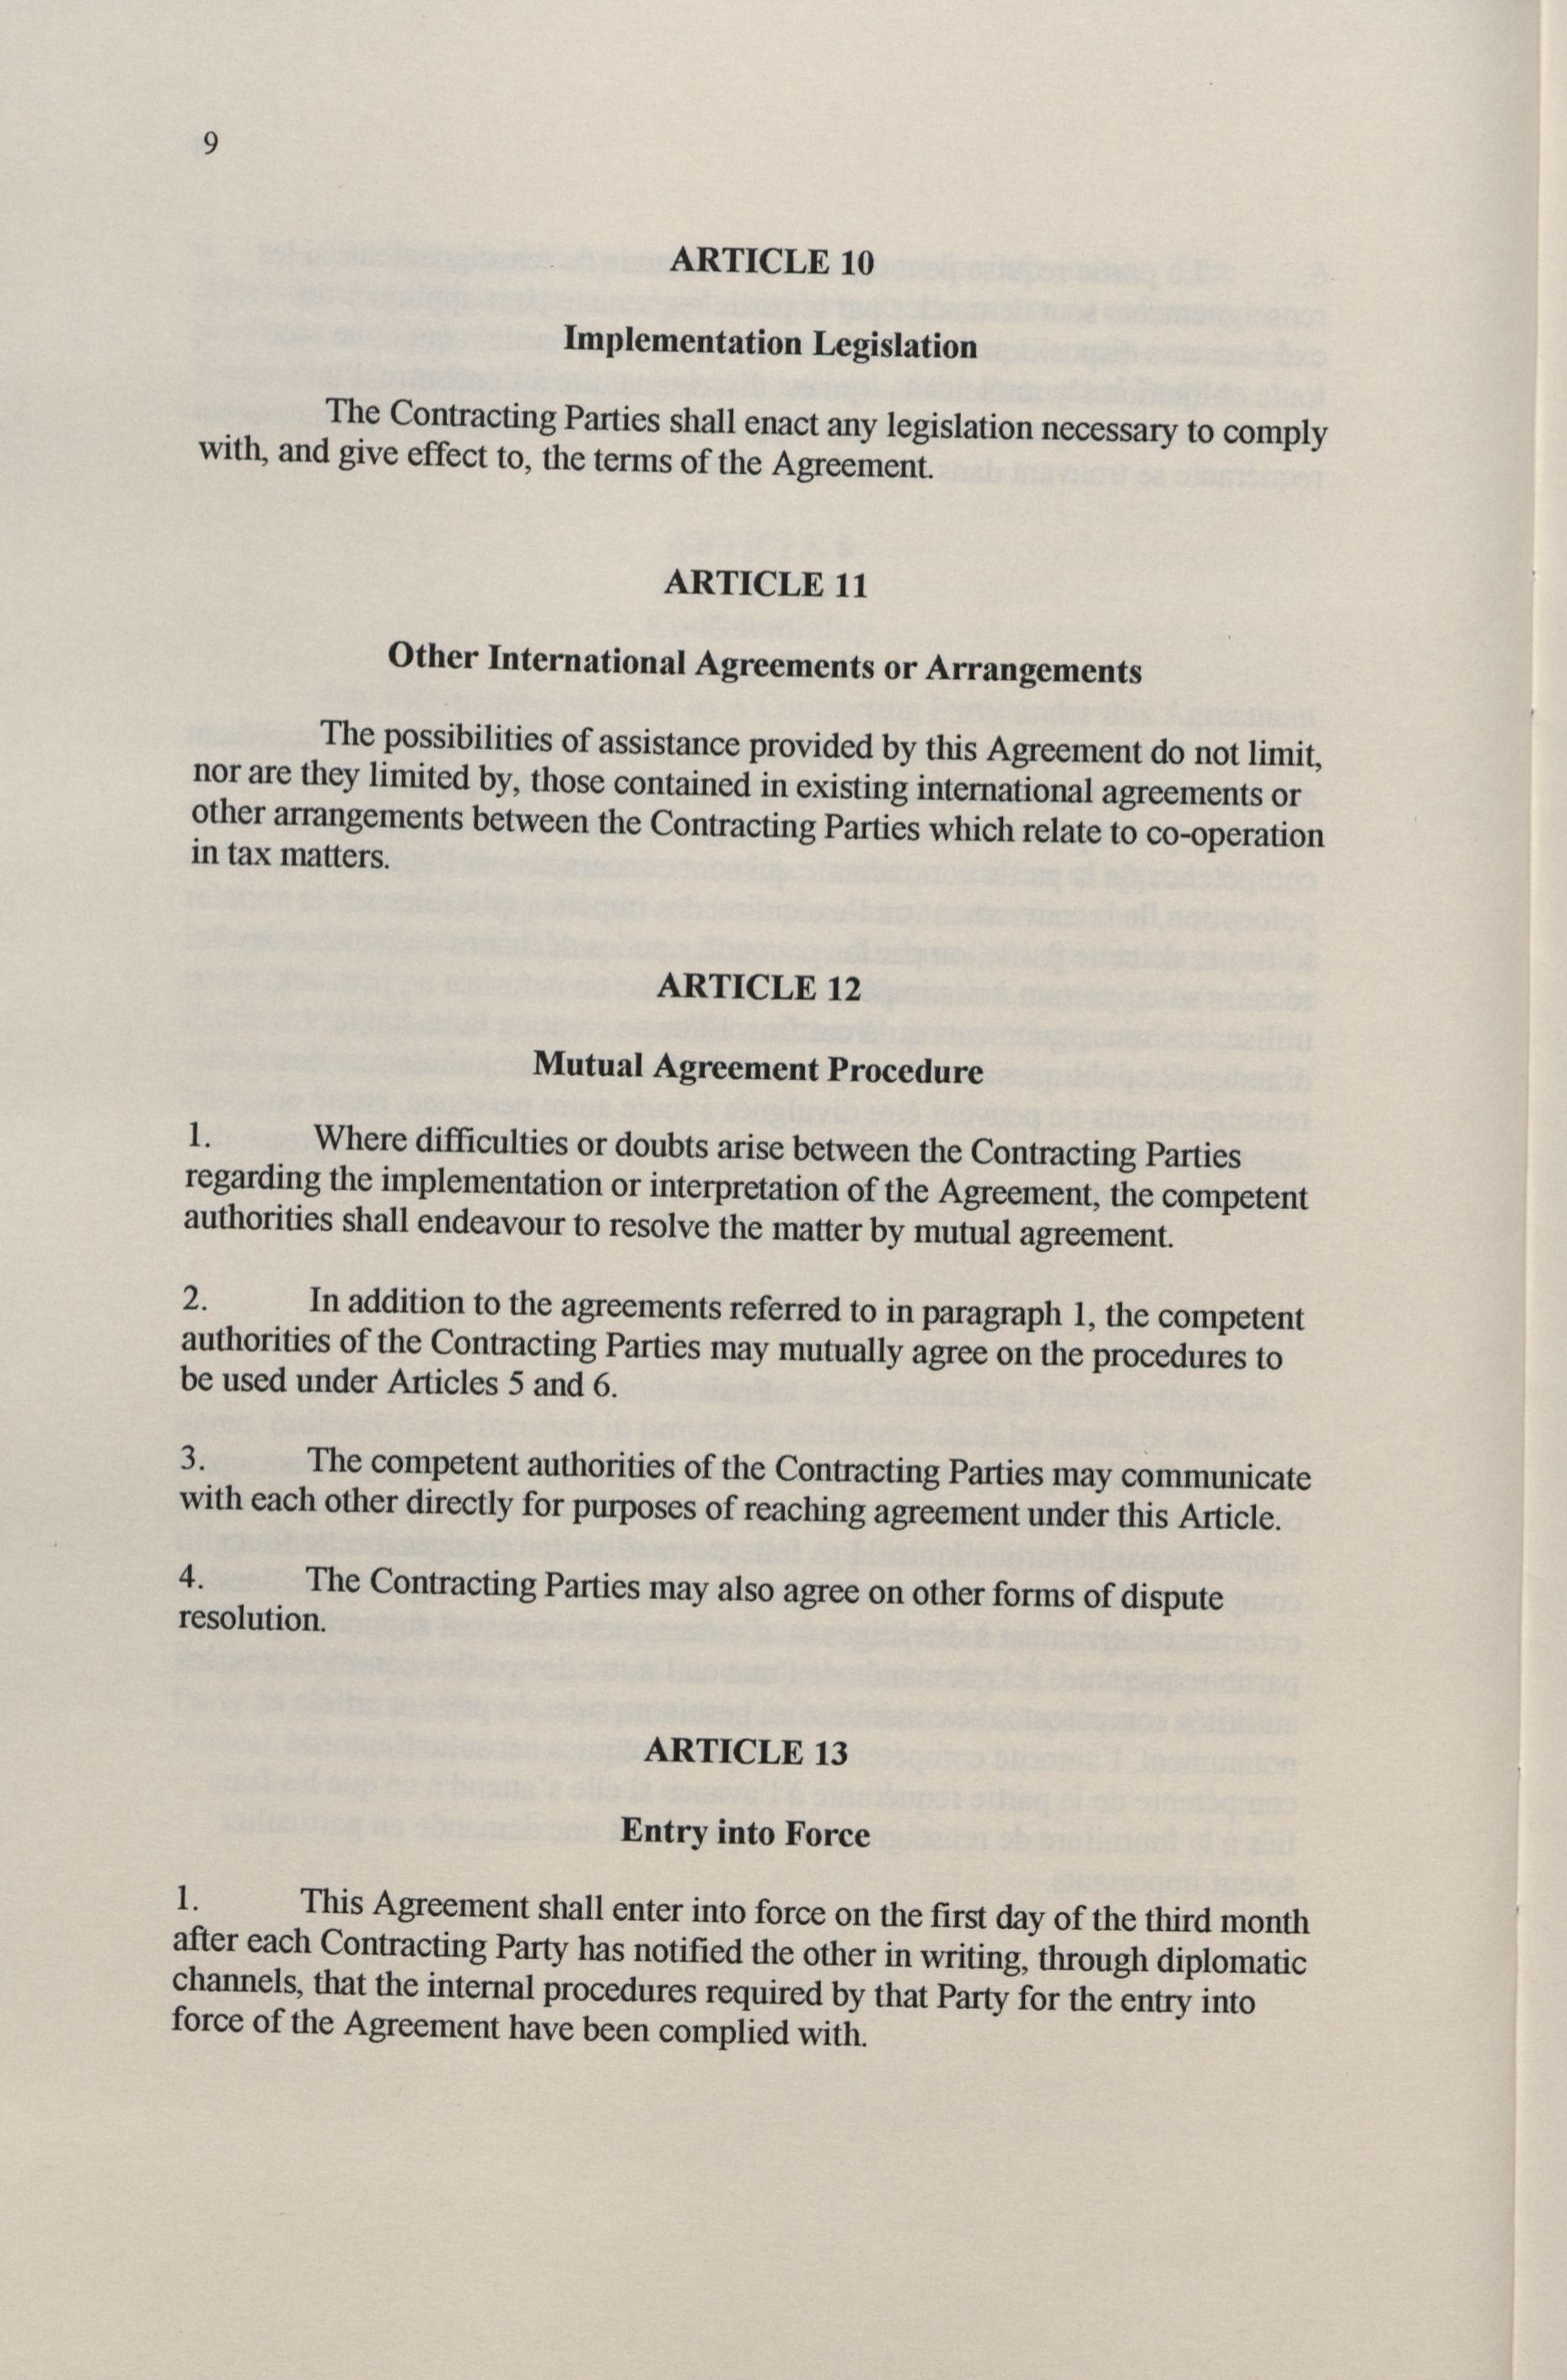 9
ARTICLE 10
Implementation Legislation
The Contracting Parties shall enact any legislation necessary to comply
with, and give effect to, the terms of the Agreement.
ARTICLE 11
Other International Agreements or Arrangements
The possibilities of assistance provided by this Agreement do not limit,
nor are they limited by, those contained in existing international agreements or
other arrangements between the Contracting Parties which relate to co-operation
in tax matters.
ARTICLE 12
Mutual Agreement Procedure
1. Where difficulties or doubts arise between the Contracting Parties
regarding the implementation or interpretation of the Agreement, the competent
authorities shall endeavour to resolve the matter by mutual agreement.
2. In addition to the agreements referred to in paragraph 1, the competent
authorities of the Contracting Parties may mutually agree on the procedures to
be used under Articles 5 and 6.
3. The competent authorities of the Contracting Parties may communicate
with each other directly for purposes of reaching agreement under this Article.
4. The Contracting Parties may also agree on other forms of dispute
resolution.
ARTICLE 13
Entry into Force
1. This Agreement shall enter into force on the first day of the third month
after each Contracting Party has notified the other in writing, through diplomatic
channels, that the internal procedures required by that Party for the entry into
force of the Agreement have been complied with.